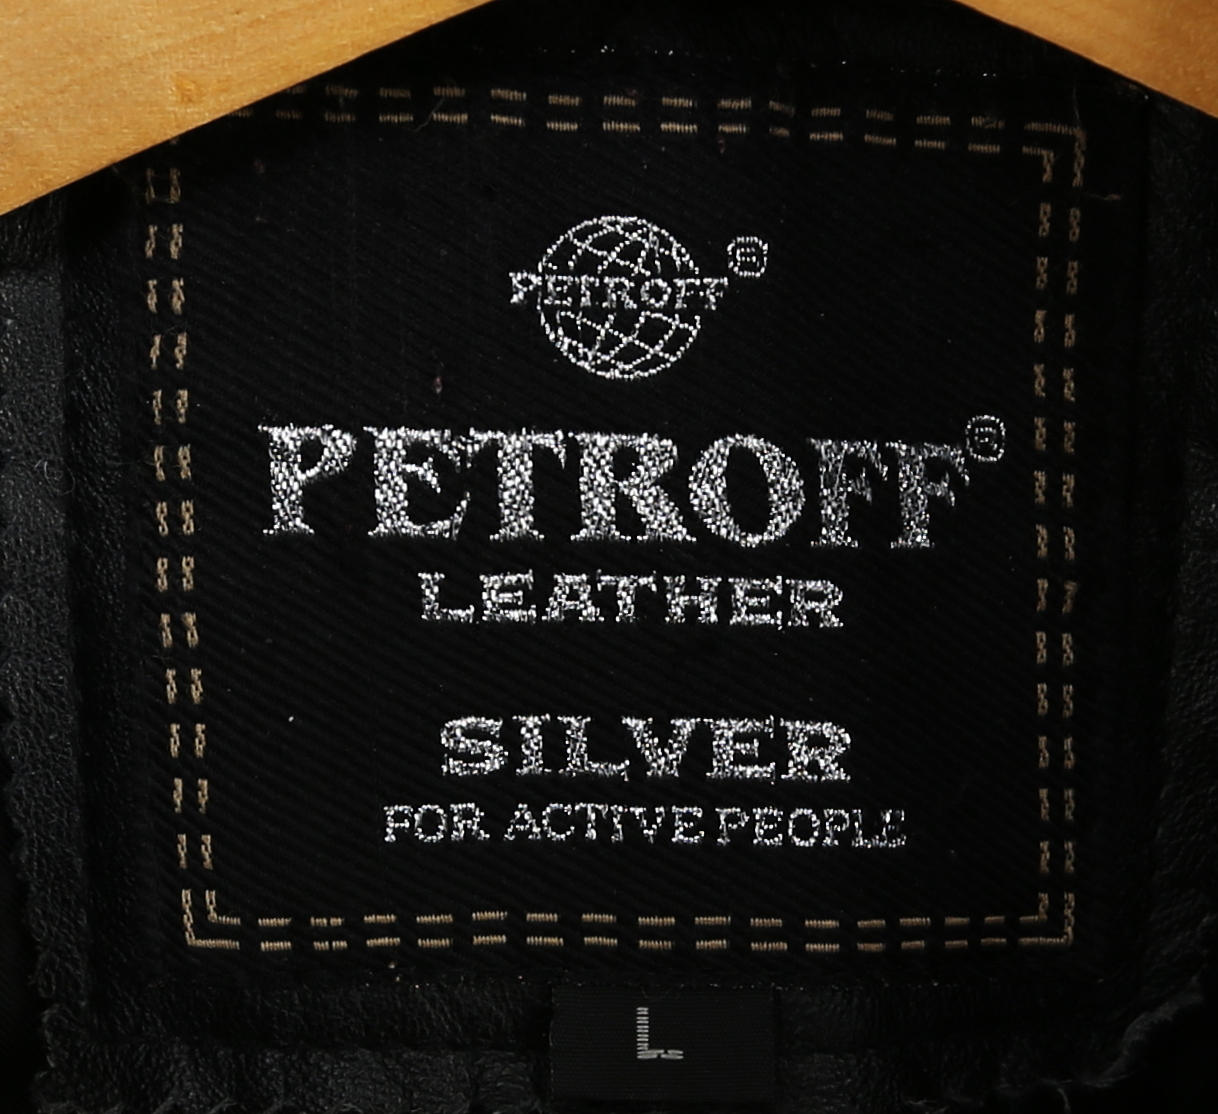 PETROFF®
PETROFF®
LEATHER
SILVER
FOR ACTIVE PEOPLE
L